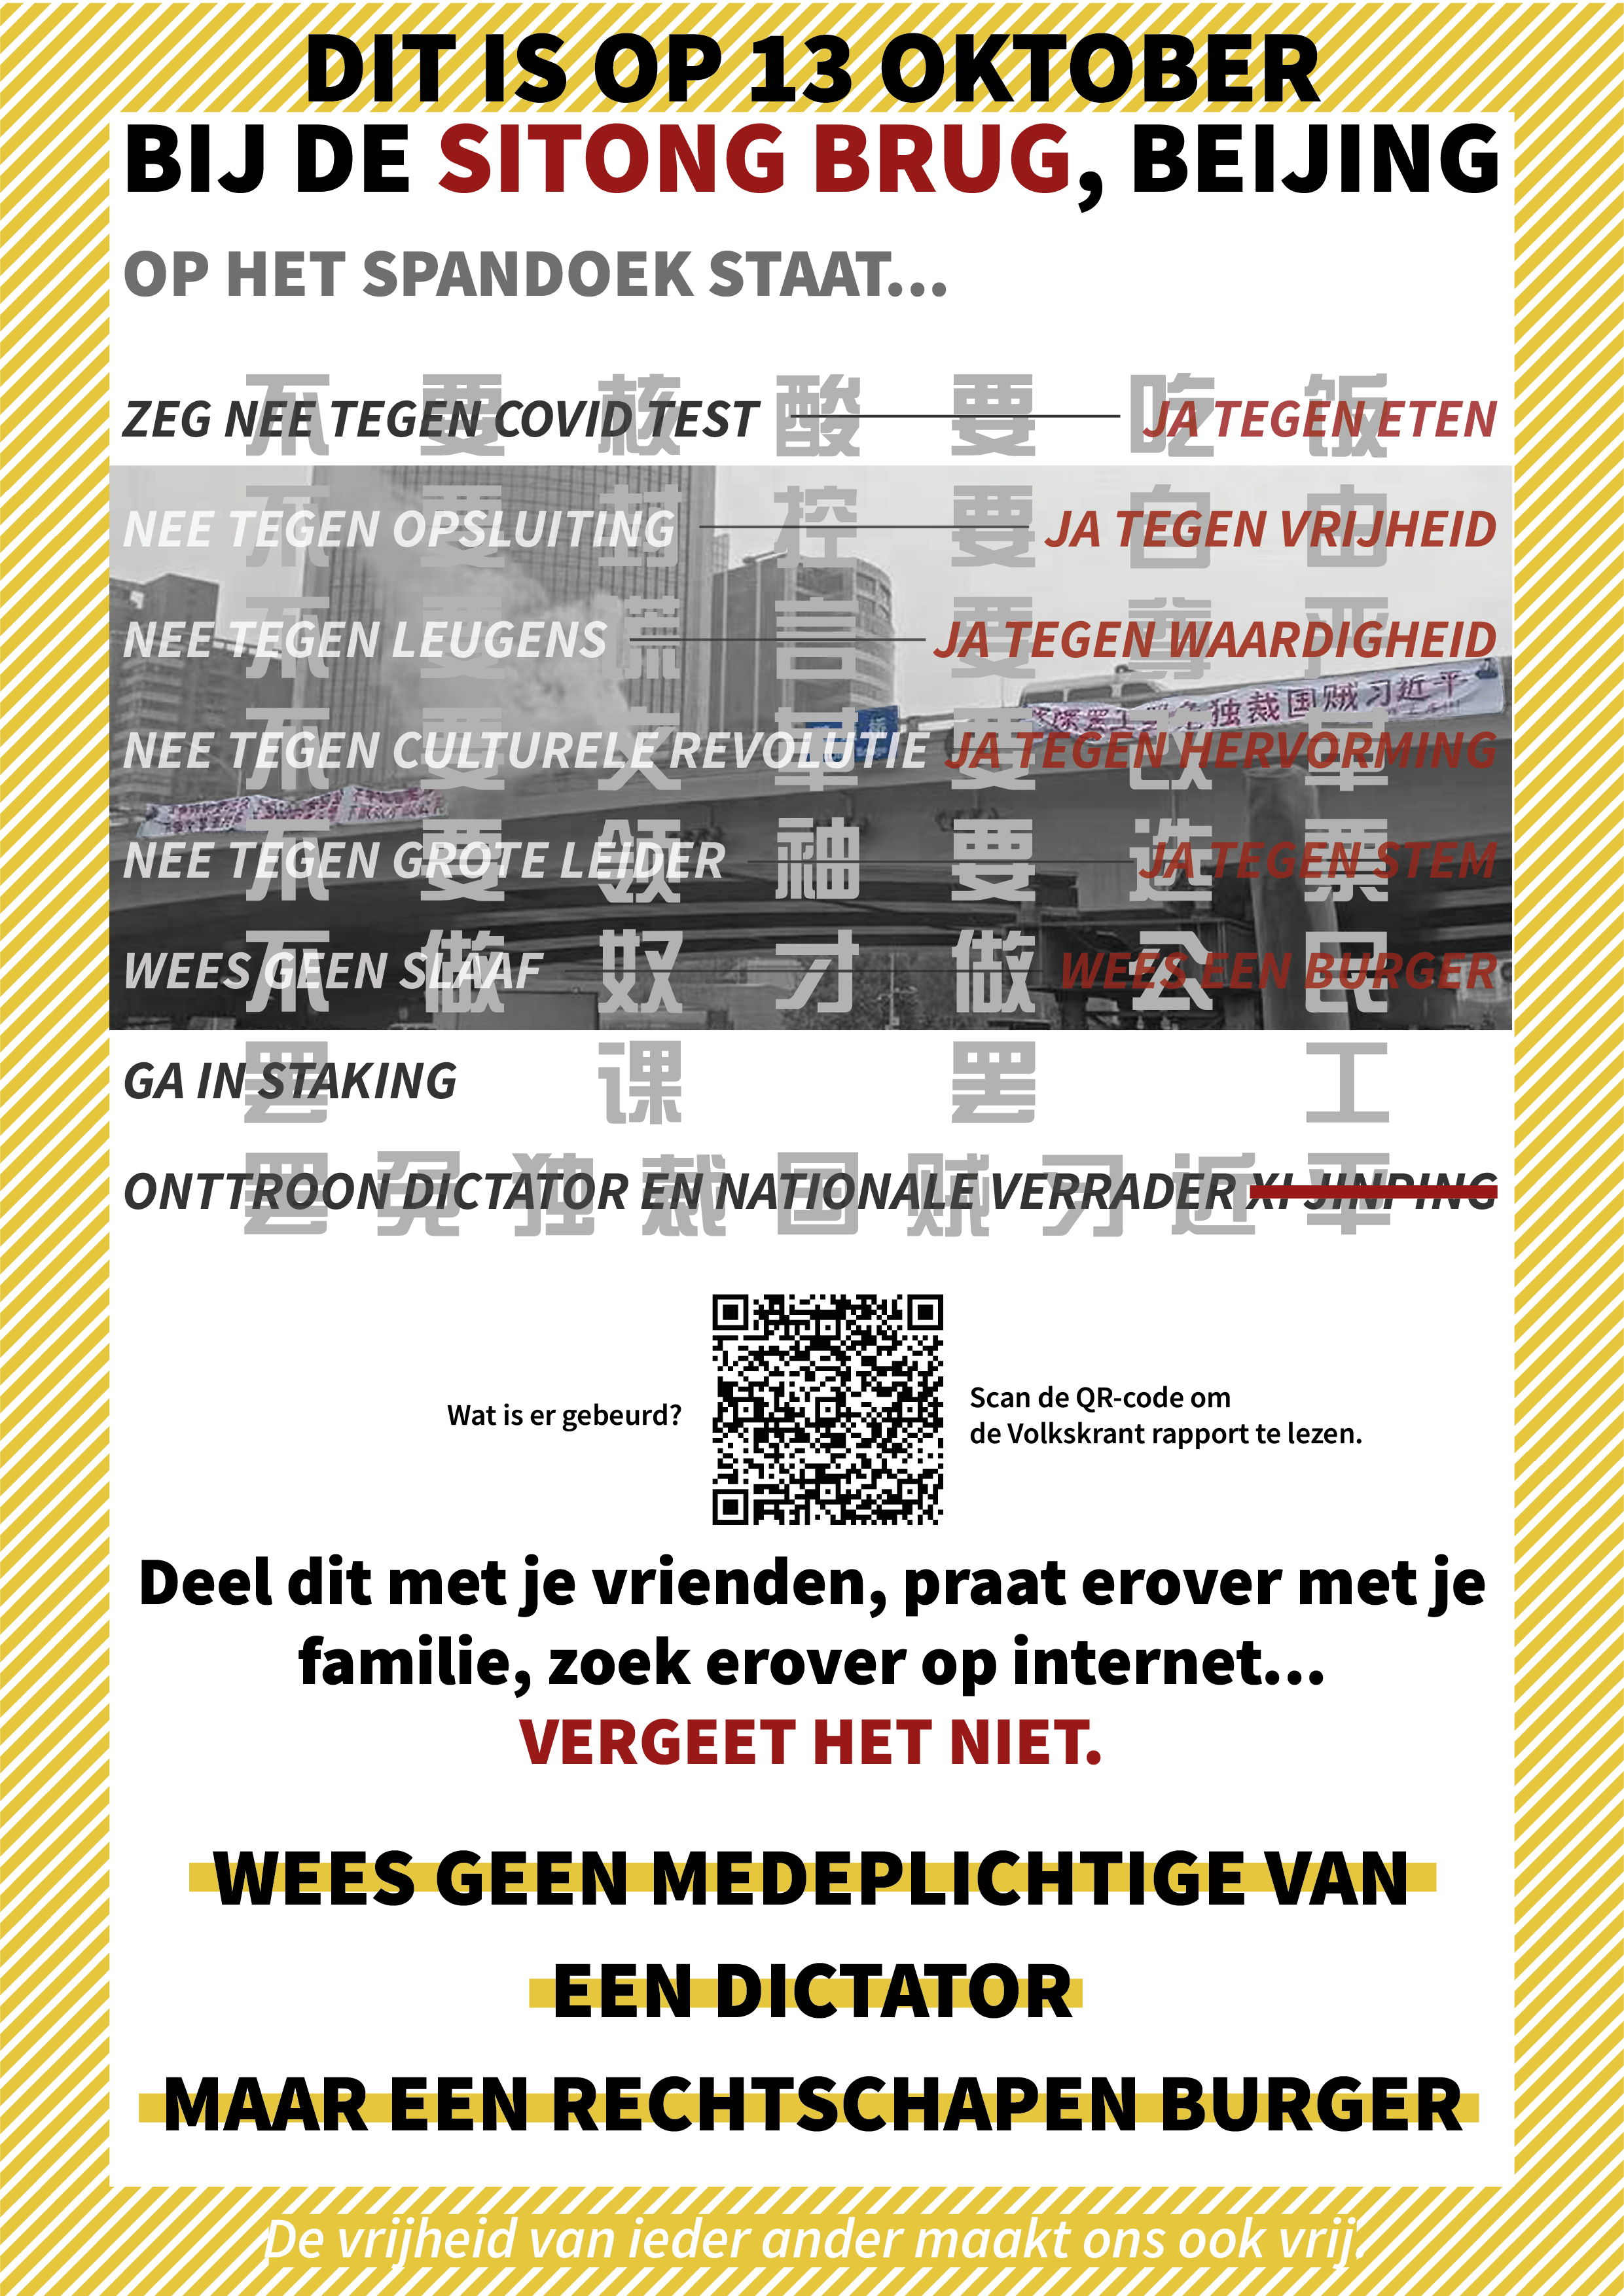 DIT IS OP 13 OKTOBER
BIJ DE SITONG BRUG, BEIJING
OP HET SPANDOEK STAAT...
不要核酸要吃饭
ZEG NEE TEGEN COVID TEST JA TEGEN ETEN
不要封控要自由
NEE TEGEN OPSLUITING JA TEGEN VRIJHEID
不要谎言要尊严
NEE TEGEN LEUGENS JA TEGEN WAARDIGHEID
独裁国贼习近平
不要文革要改革
NEE TEGEN CULTURELE REVOLUTIE JA TEGEN HERVORMING
不要领袖要选票
NEE TEGEN GROTE LEIDER JA TEGEN STEM
不做奴才做公民
WEES GEEN SLAAF WEES EEN BURGER
罢课罢工
GA IN STAKING
罢免独裁国贼习近平
ONTTROON DICTATOR EN NATIONALE VERRADER XI JINPING
Wat is er gebeurd?
Scan de QR-code om
de Volkskrant rapport te lezen.
Deel dit met je vrienden, praat erover met je
familie, zoek erover op internet...
VERGEET HET NIET.
WEES GEEN MEDEPLICHTIGE VAN
EEN DICTATOR
MAAR EEN RECHTSCHAPEN BURGER
De vrijheid van ieder ander maakt ons ook vrij.